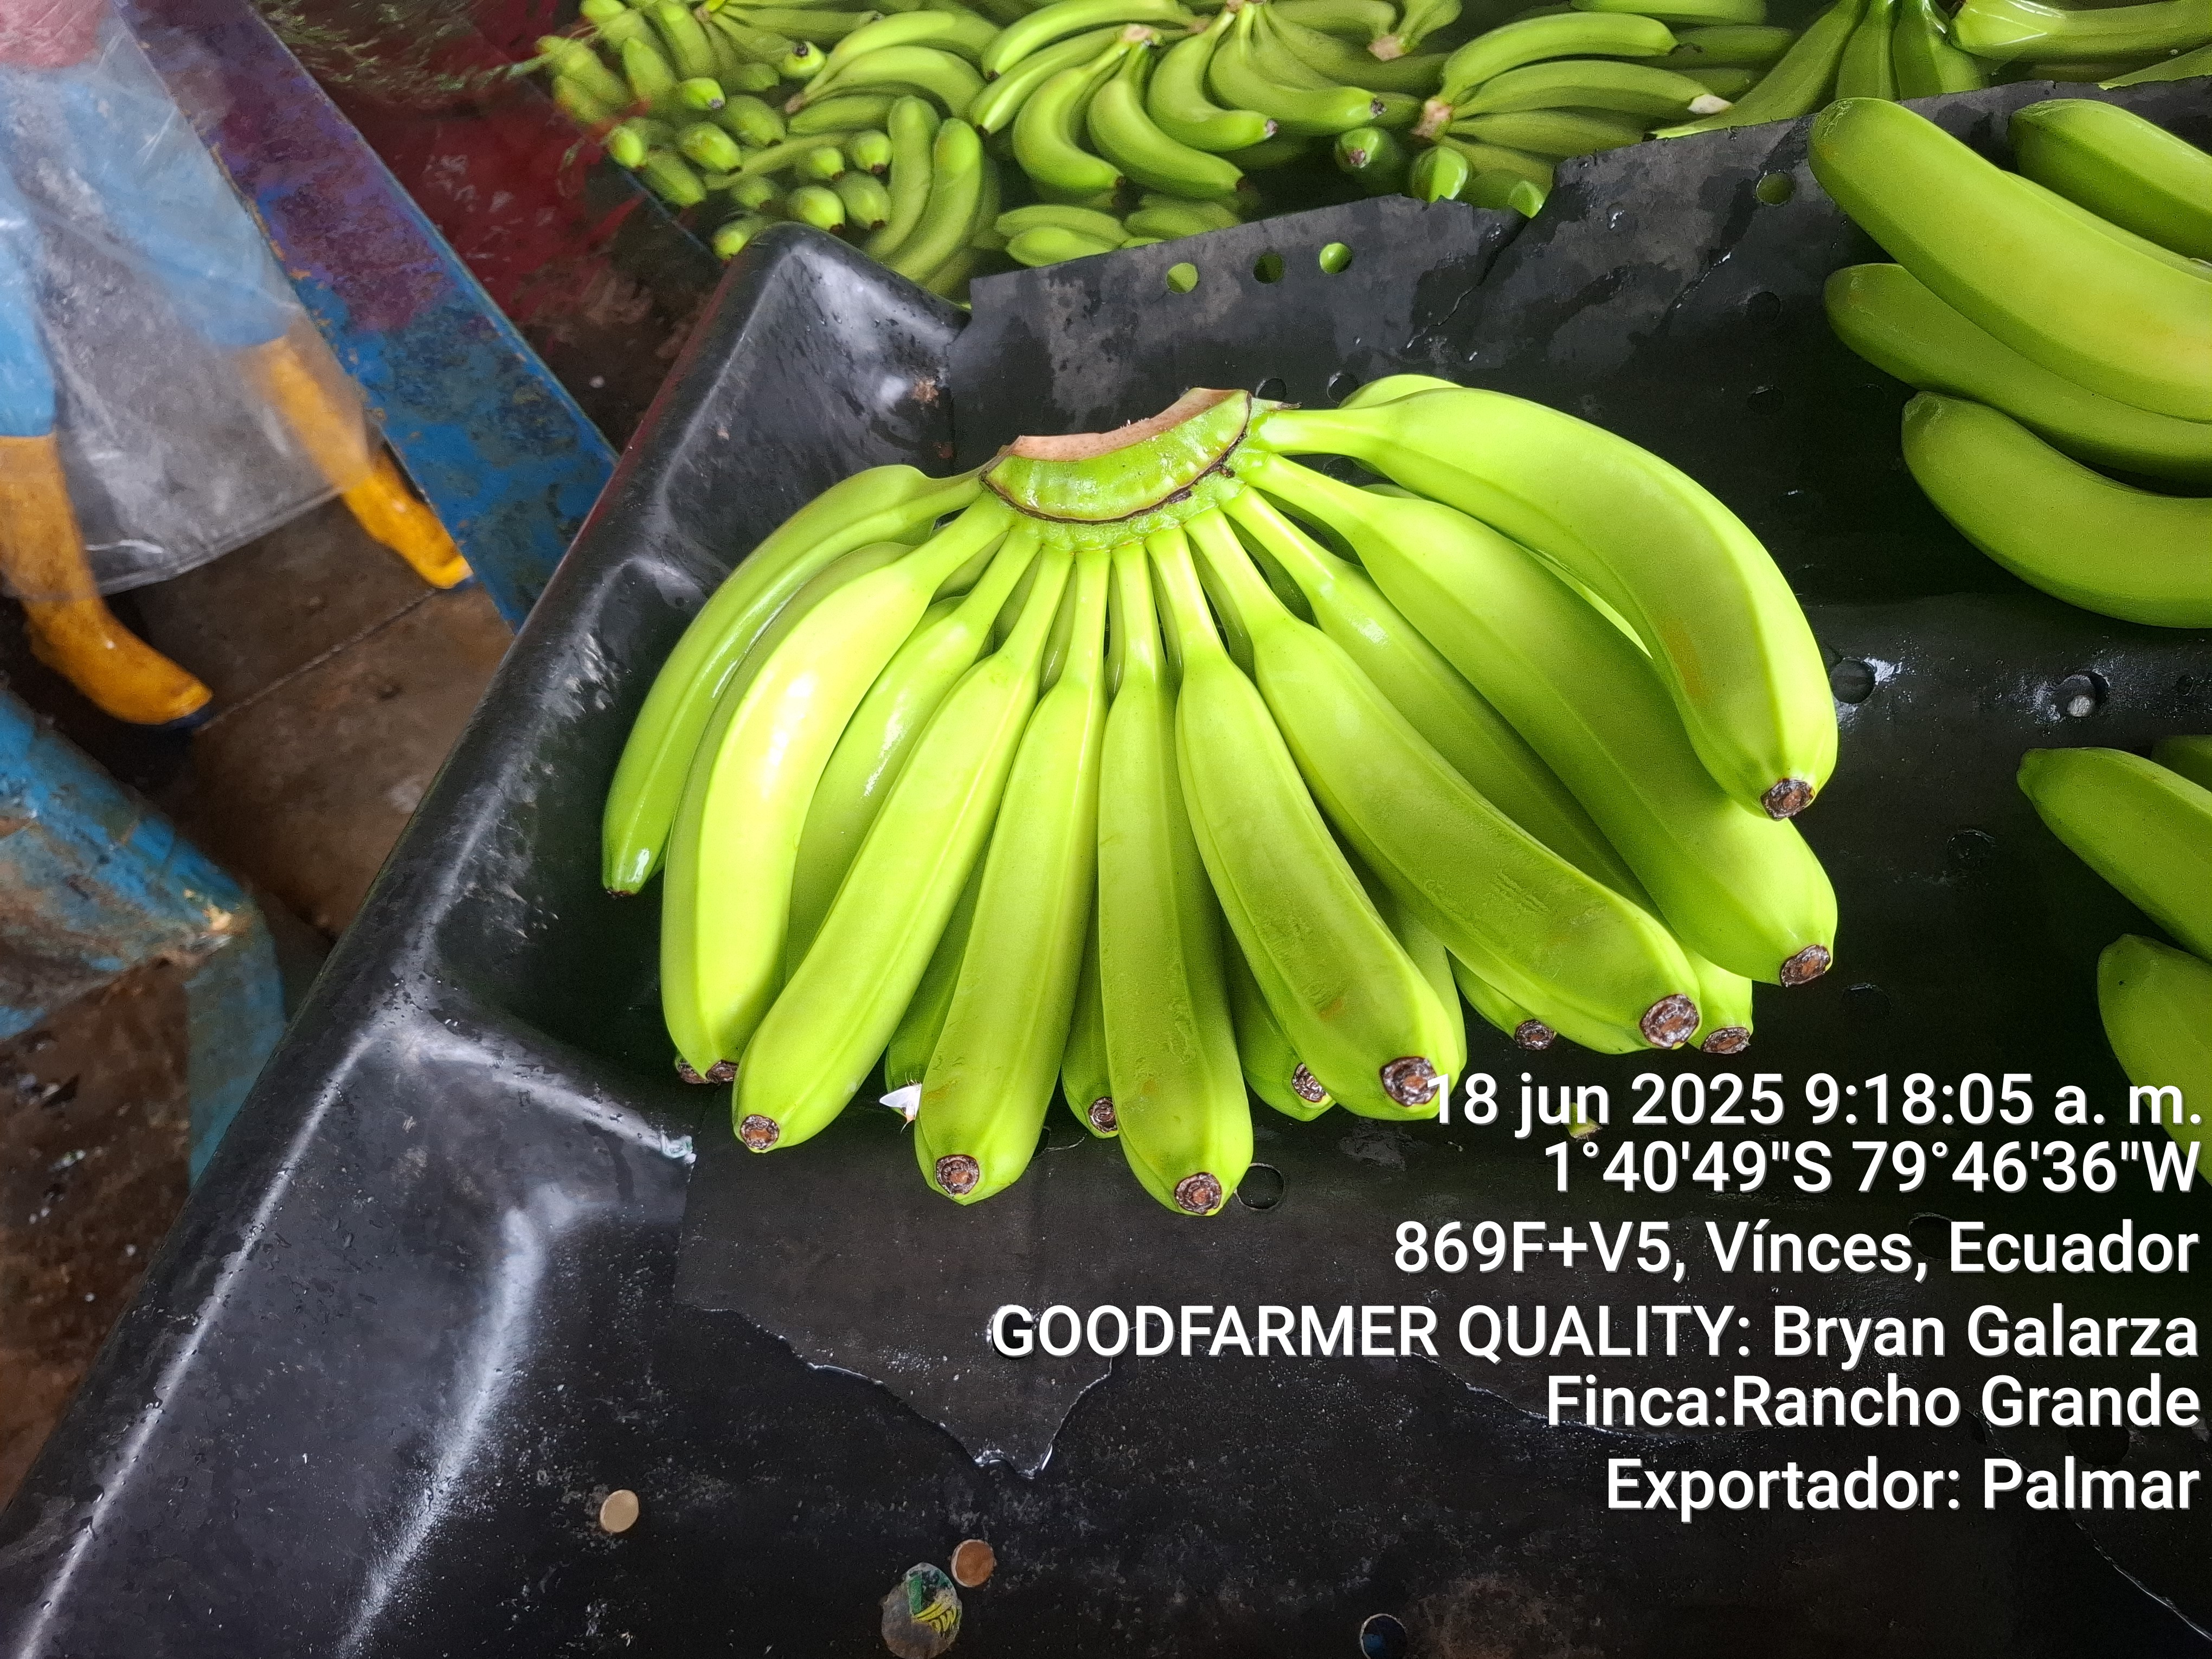 18 jun 2025 9:18:05 a. m.
1°40'49"S 79°46'36"W
869F+V5, Vínces, Ecuador
GOODFARMER QUALITY: Bryan Galarza
Finca:Rancho Grande
Exportador: Palmar